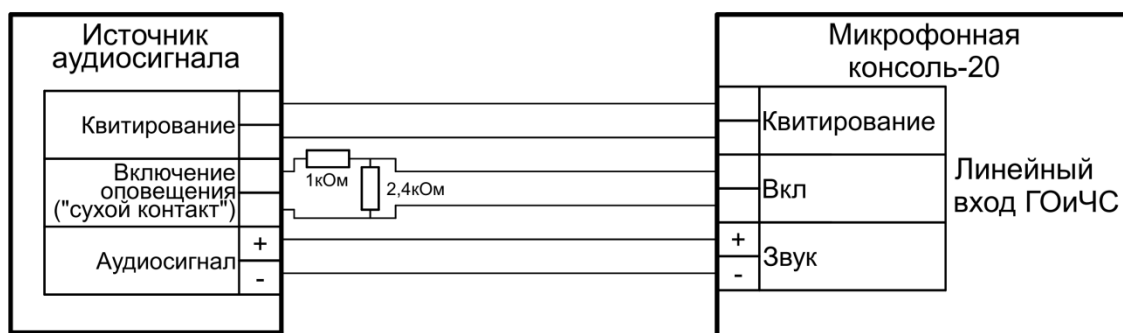 Источник
аудиосигнала
Квитирование
Включение
оповещения
("сухой контакт")
Аудиосигнал
+
-
1кОм
2,4кОм
Микрофонная
консоль-20
Квитирование
Вкл
+
-
Звук
Линейный
вход ГОиЧС